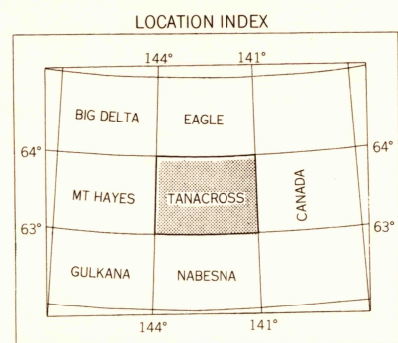 LOCATION INDEX
144° 141°
BIG DELTA EAGLE
64° 64°
MT HAYES TANACROSS CANADA
63° 63°
GULKANA NABESNA
144° 141°